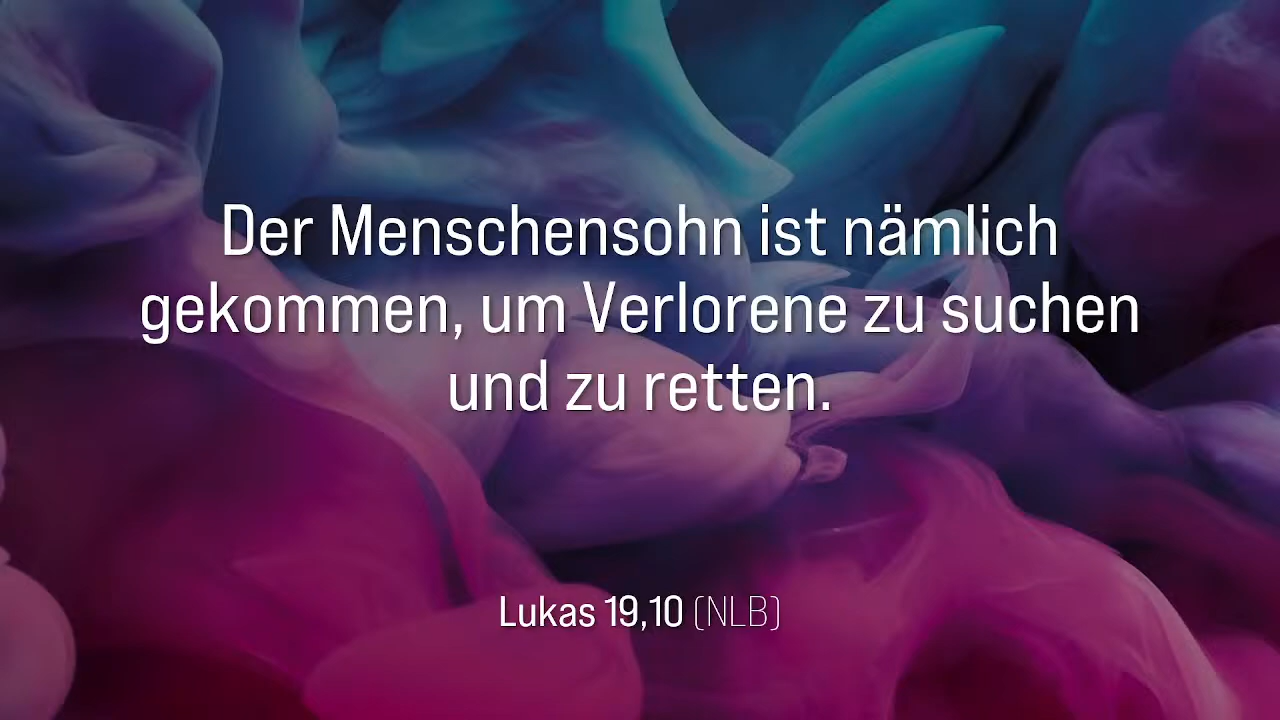 Der Menschensohn ist nämlich
gekommen, um Verlorene zu suchen
und zu retten.
Lukas 19,10 (NLB)